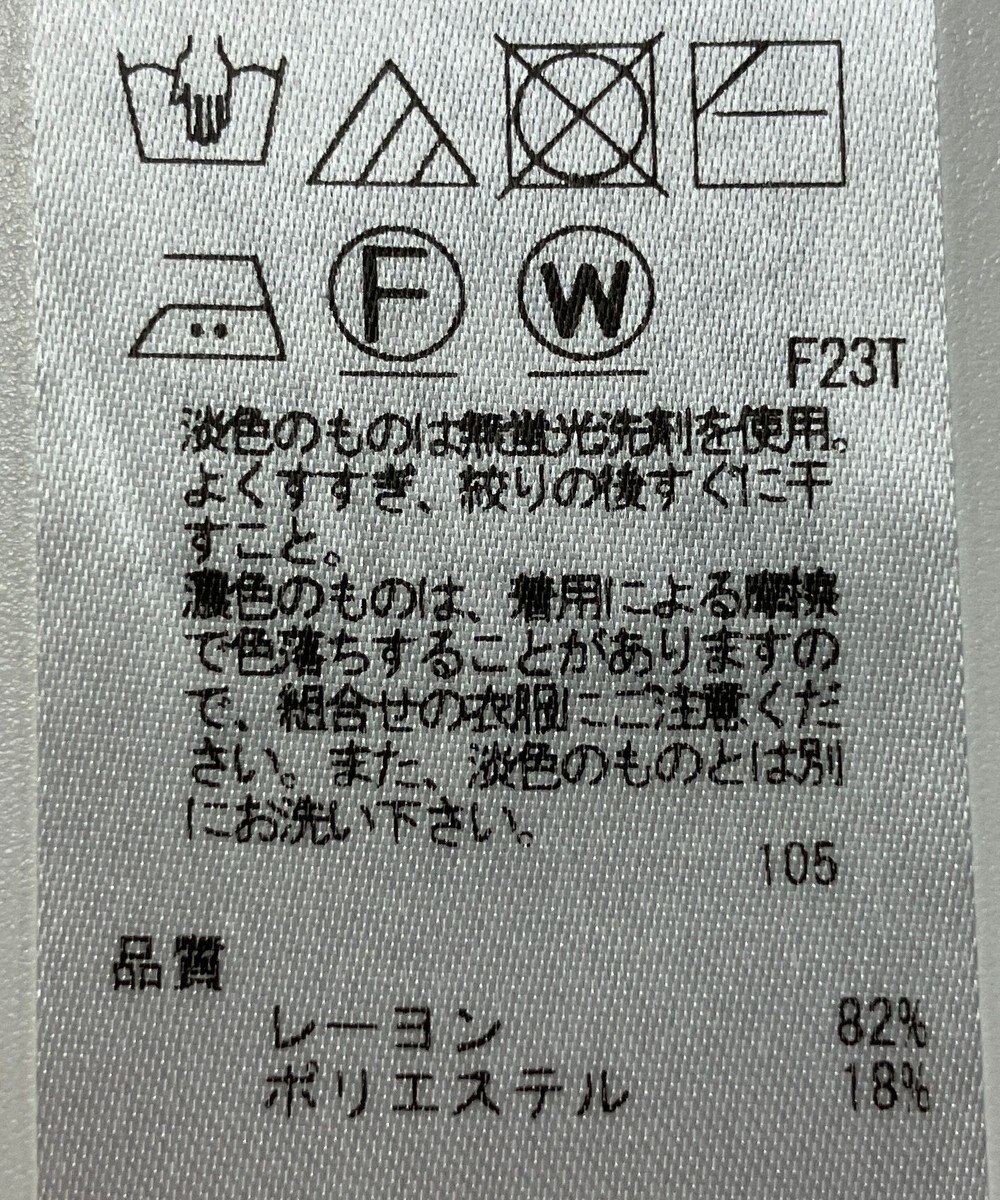 F W
F23T
淡色のものは無蛍光洗剤を使用。
よくすすぎ、絞りの後すぐに干
すこと。
濃色のものは、着用による摩擦
で色落ちすることがありますの
で、組合せの衣服にご注意くだ
さい。また、淡色のものとは別
にお洗い下さい。
105
品質
レーヨン 82%
ポリエステル 18%